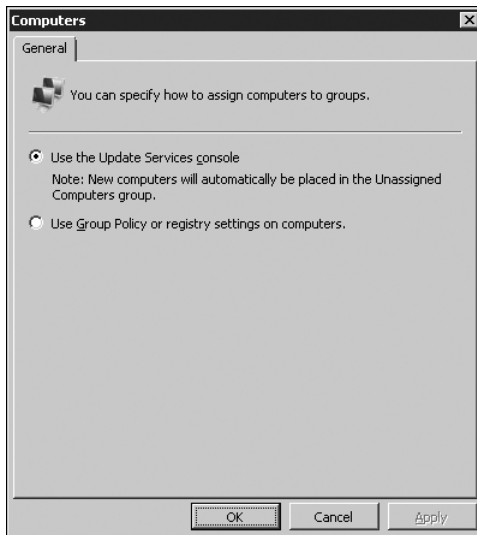 Computers
General
You can specify how to assign computers to groups.
Use the Update Services console
Note: New computers will automatically be placed in the Unassigned
Computers group.
Use Group Policy or registry settings on computers.
OK Cancel Apply